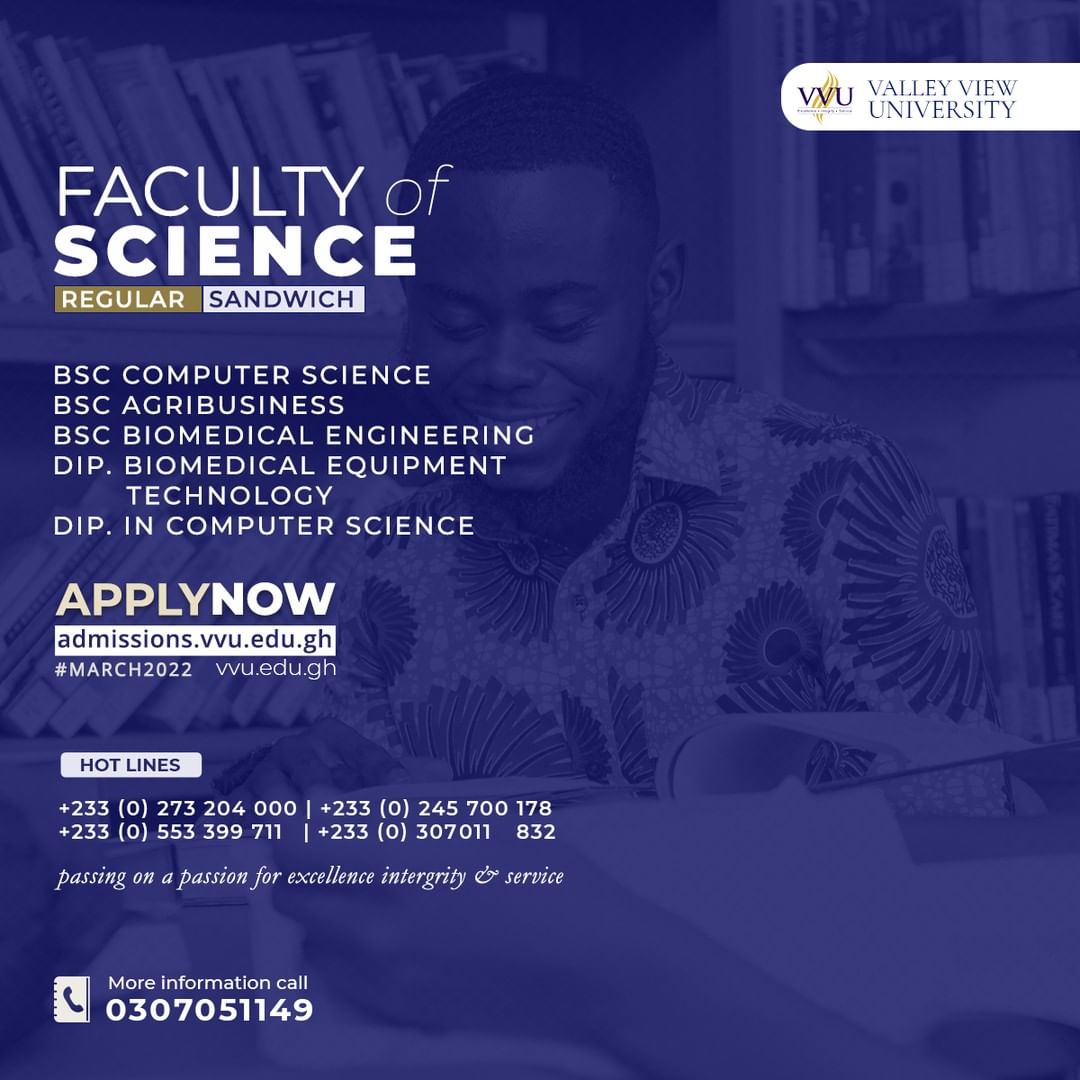 VVU
VALLEY VIEW
UNIVERSITY
FACULTY of
SCIENCE
REGULAR SANDWICH
BSC COMPUTER SCIENCE
BSC AGRIBUSINESS
BSC BIOMEDICAL ENGINEERING
DIP. BIOMEDICAL EQUIPMENT
TECHNOLOGY
DIP. IN COMPUTER SCIENCE
APPLYNOW
admissions.vvu.edu.gh
#MARCH2022 vvu.edu.gh
HOT LINES
+233 (0) 273 204 000 | +233 (0) 245 700 178
+233 (0) 553 399 711 | +233 (0) 307011 832
passing on a passion for excellence intergrity & service
More information call
0307051149